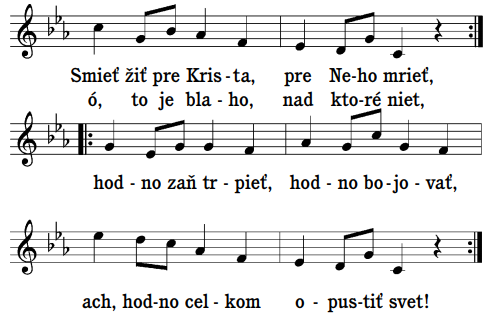 Smieť žiť pre Kris - ta, pre Ne - ho mrieť,
ó, to je bla - ho, nad kto - ré niet,
hod - no zaň tr - pieť, hod - no bo - jo - vať,
ach, hod - no cel - kom o - pus - tiť svet!